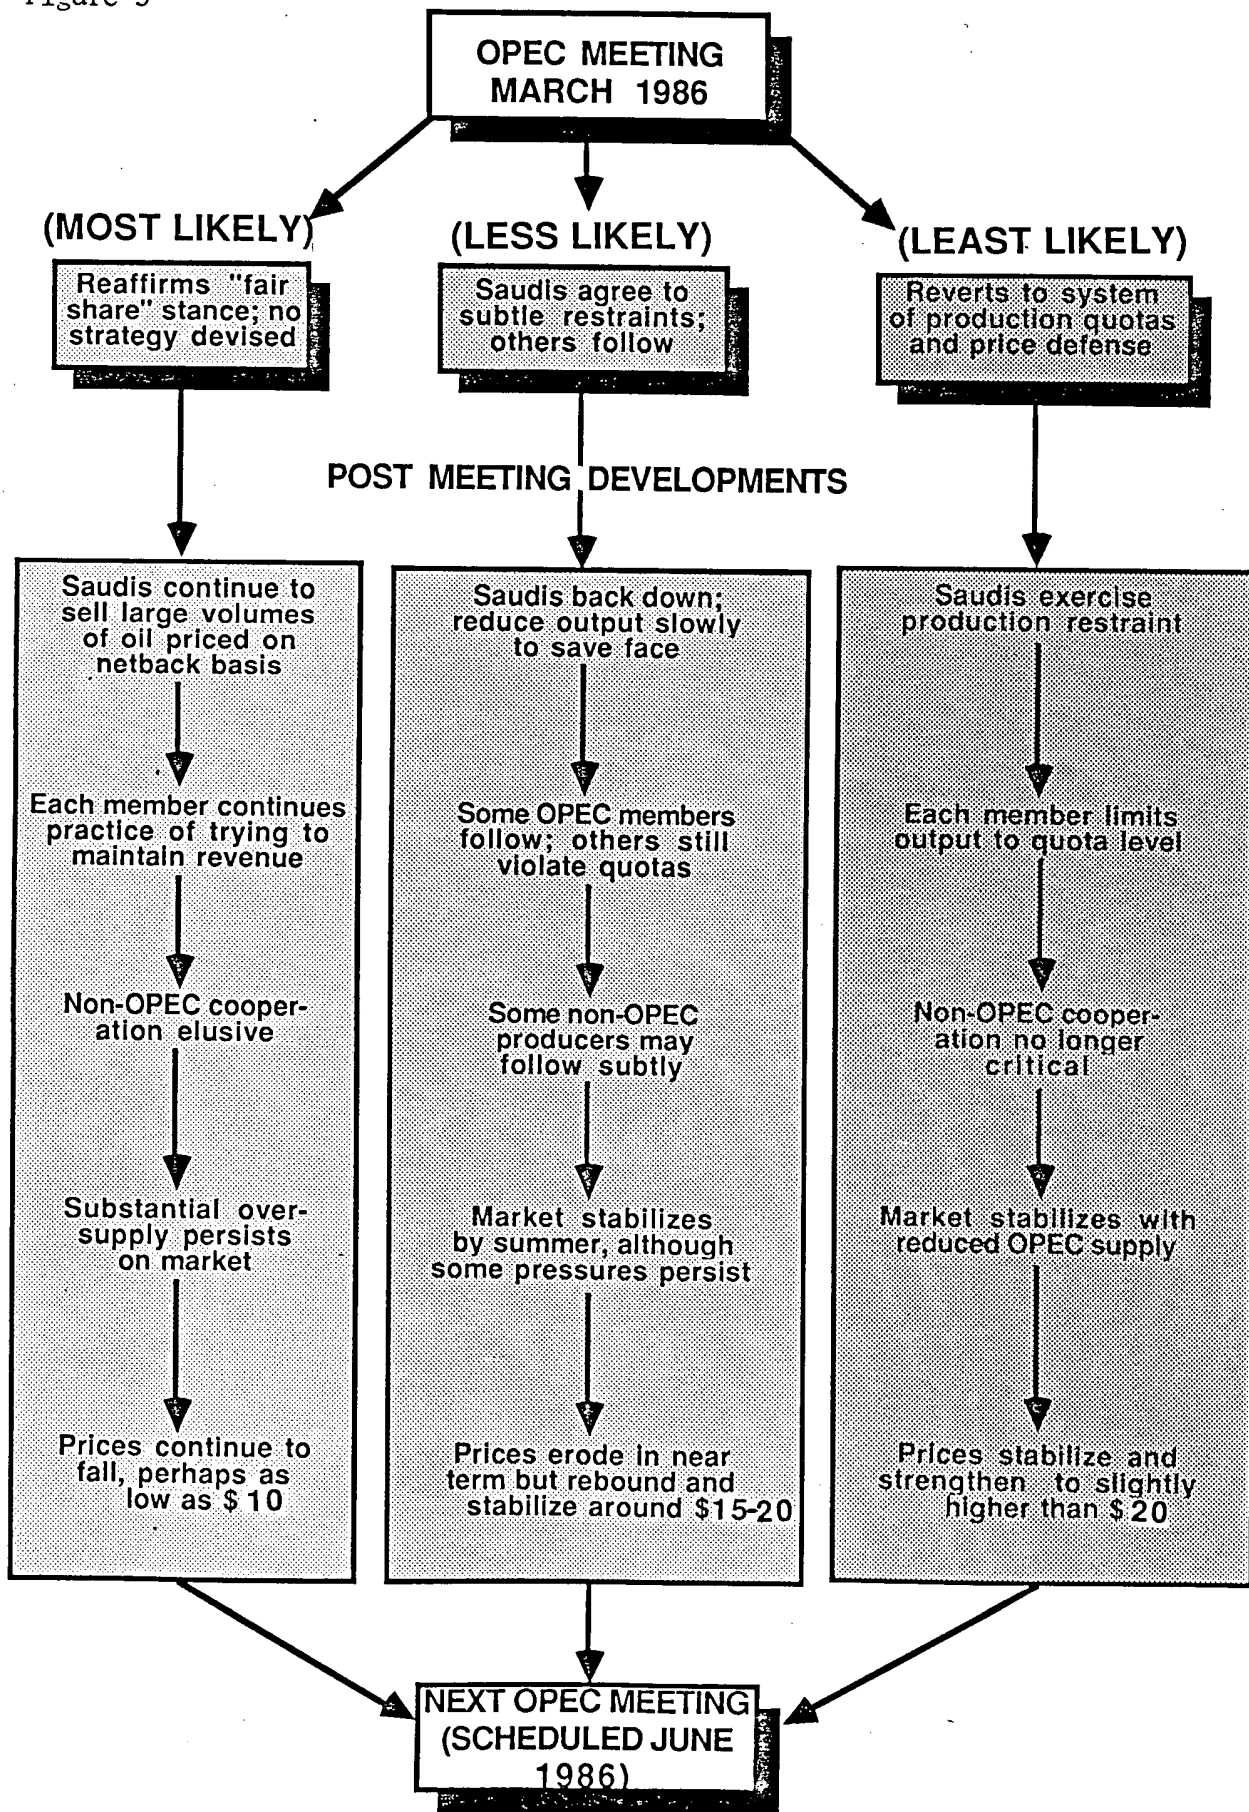 Figure 3
OPEC MEETING
MARCH 1986
(MOST LIKELY)
Reaffirms "fair
share" stance; no
strategy devised
(LESS LIKELY)
Saudis agree to
subtle restraints;
others follow
(LEAST LIKELY)
Reverts to system
of production quotas
and price defense
POST MEETING DEVELOPMENTS
Saudis continue to
sell large volumes
of oil priced on
netback basis
Each member continues
practice of trying to
maintain revenue
Non-OPEC cooper-
ation elusive
Substantial over-
supply persists
on market
Prices continue to
fall, perhaps as
low as $10
Saudis back down;
reduce output slowly
to save face
Some OPEC members
follow; others still
violate quotas
Some non-OPEC
producers may
follow subtly
Market stabilizes
by summer, although
some pressures persist
Prices erode in near
term but rebound and
stabilize around $15-20
Saudis exercise
production restraint
Each member limits
output to quota level
Non-OPEC cooper-
ation no longer
critical
Market stabilizes with
reduced OPEC supply
Prices stabilize and
strengthen to slightly
higher than $20
NEXT OPEC MEETING
(SCHEDULED JUNE
1986)